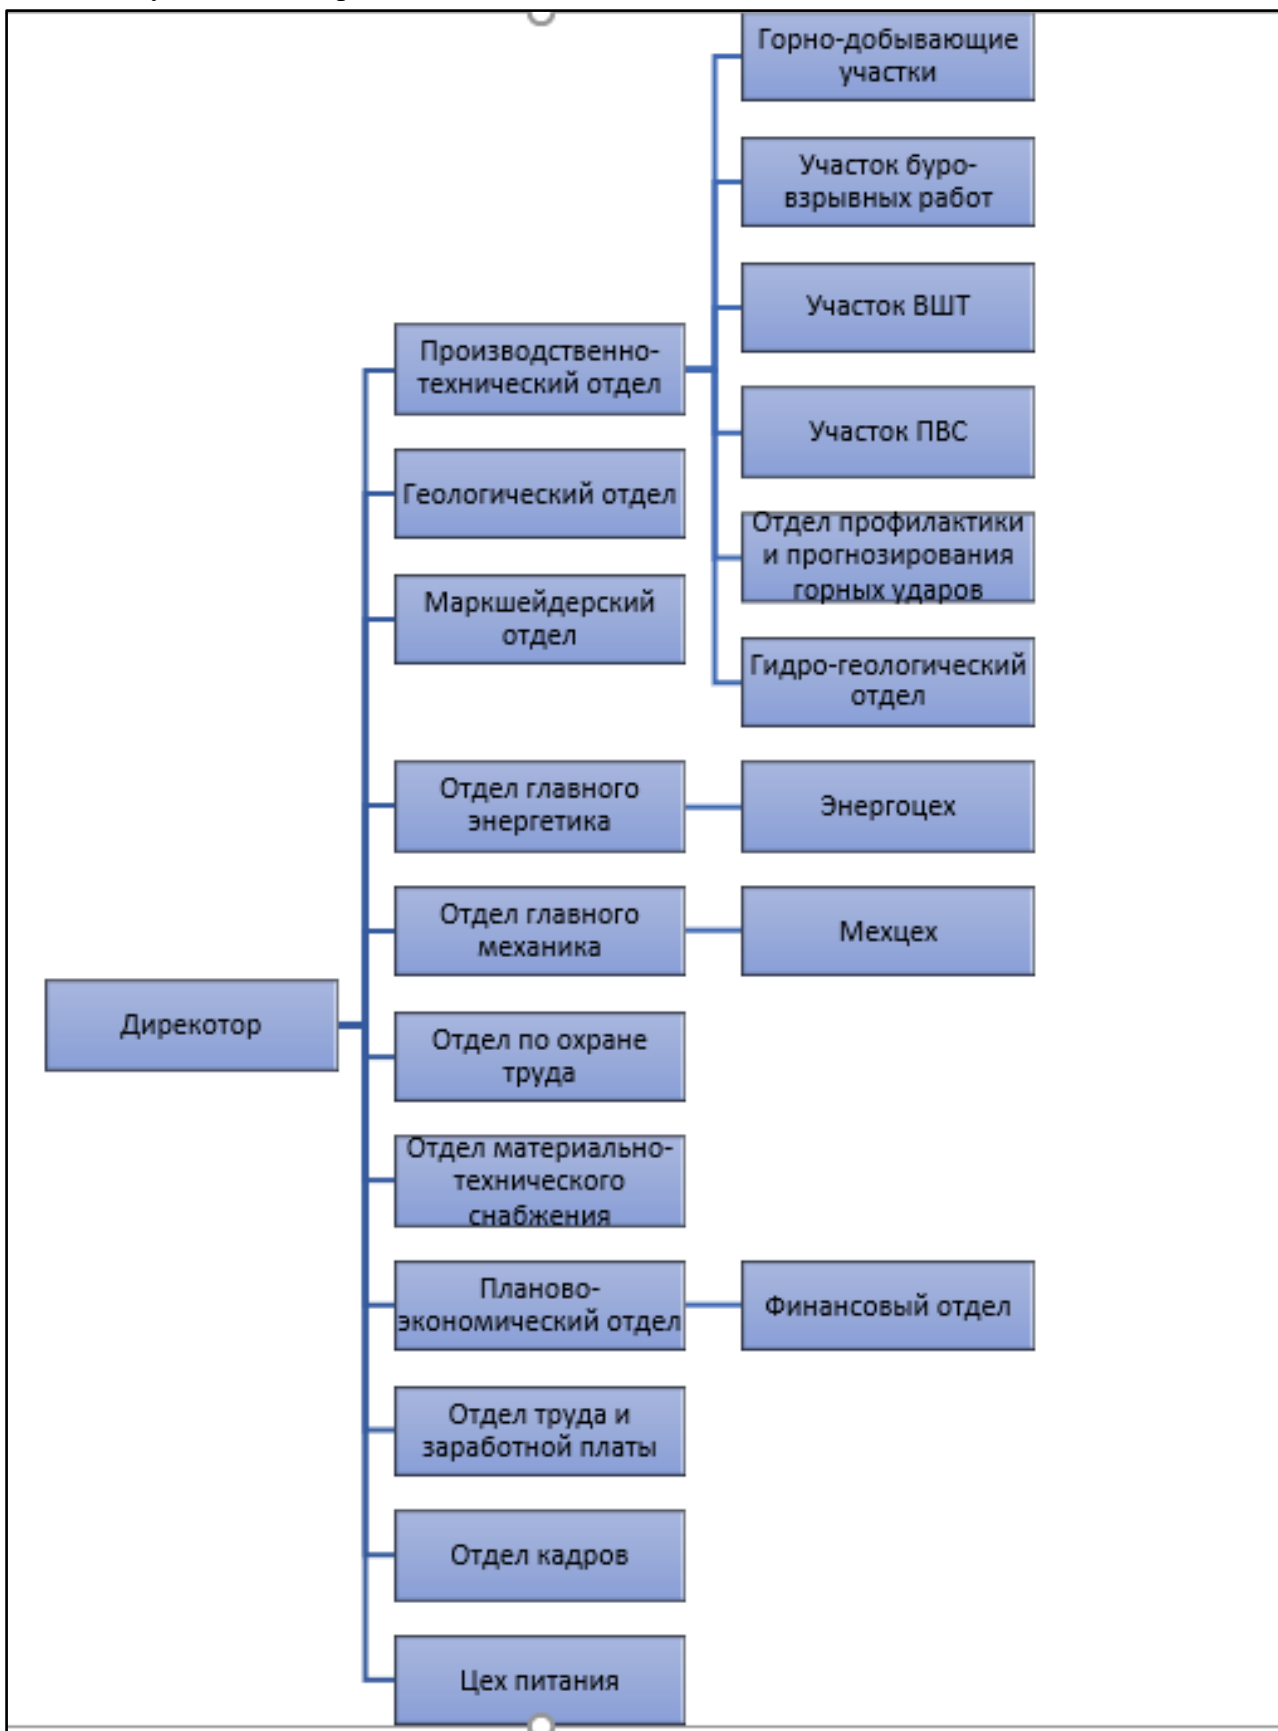 Горно-добывающие
участки
Участок буро-
взрывных работ
Участок ВШТ
Производственно-
технический отдел
Участок ПВС
Геологический отдел
Отдел профилактики
и прогнозирования
горных ударов
Маркшейдерский
отдел
Гидро-геологический
отдел
Отдел главного
энергетика
Энергоцех
Отдел главного
механика
Мехцех
Дирекотор
Отдел по охране
труда
Отдел материально-
технического
снабжения
Планово-
экономический отдел
Финансовый отдел
Отдел труда и
заработной платы
Отдел кадров
Цех питания